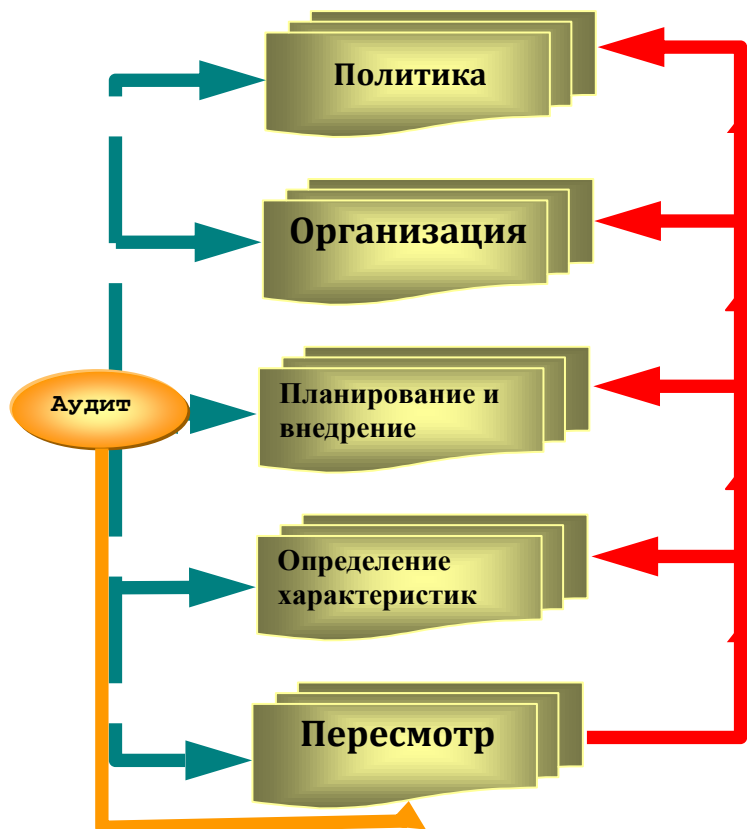 Политика
Организация
Аудит
Планирование и
внедрение
Определение
характеристик
Пересмотр